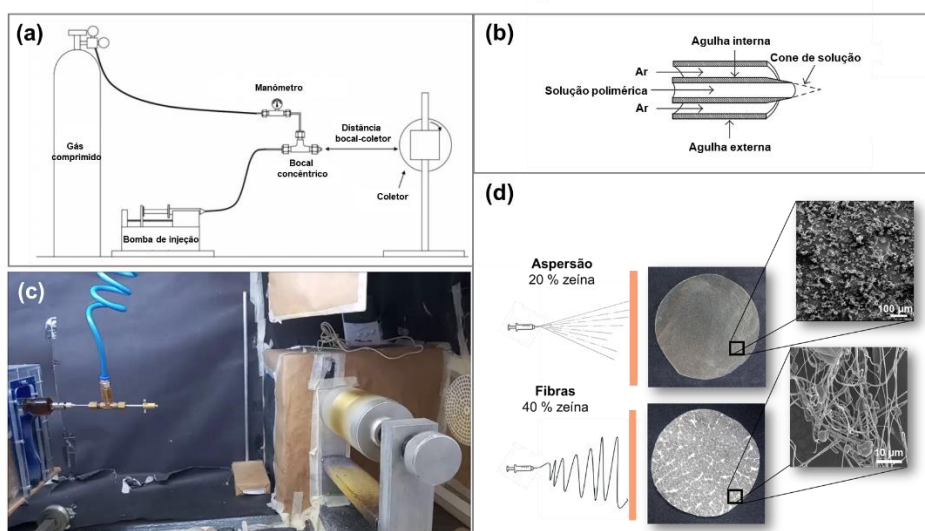 (a)
Gás
comprimido
Manômetro
Bocal
concêntrico
Distância
bocal-coletor
Coletor
Bomba de injeção
(b)
Agulha interna
Cone de solução
Ar
Solução polimérica
Ar
Agulha externa
(c)
(d)
Aspersão
20 % zeína
100 µm
Fibras
40 % zeína
10 µm